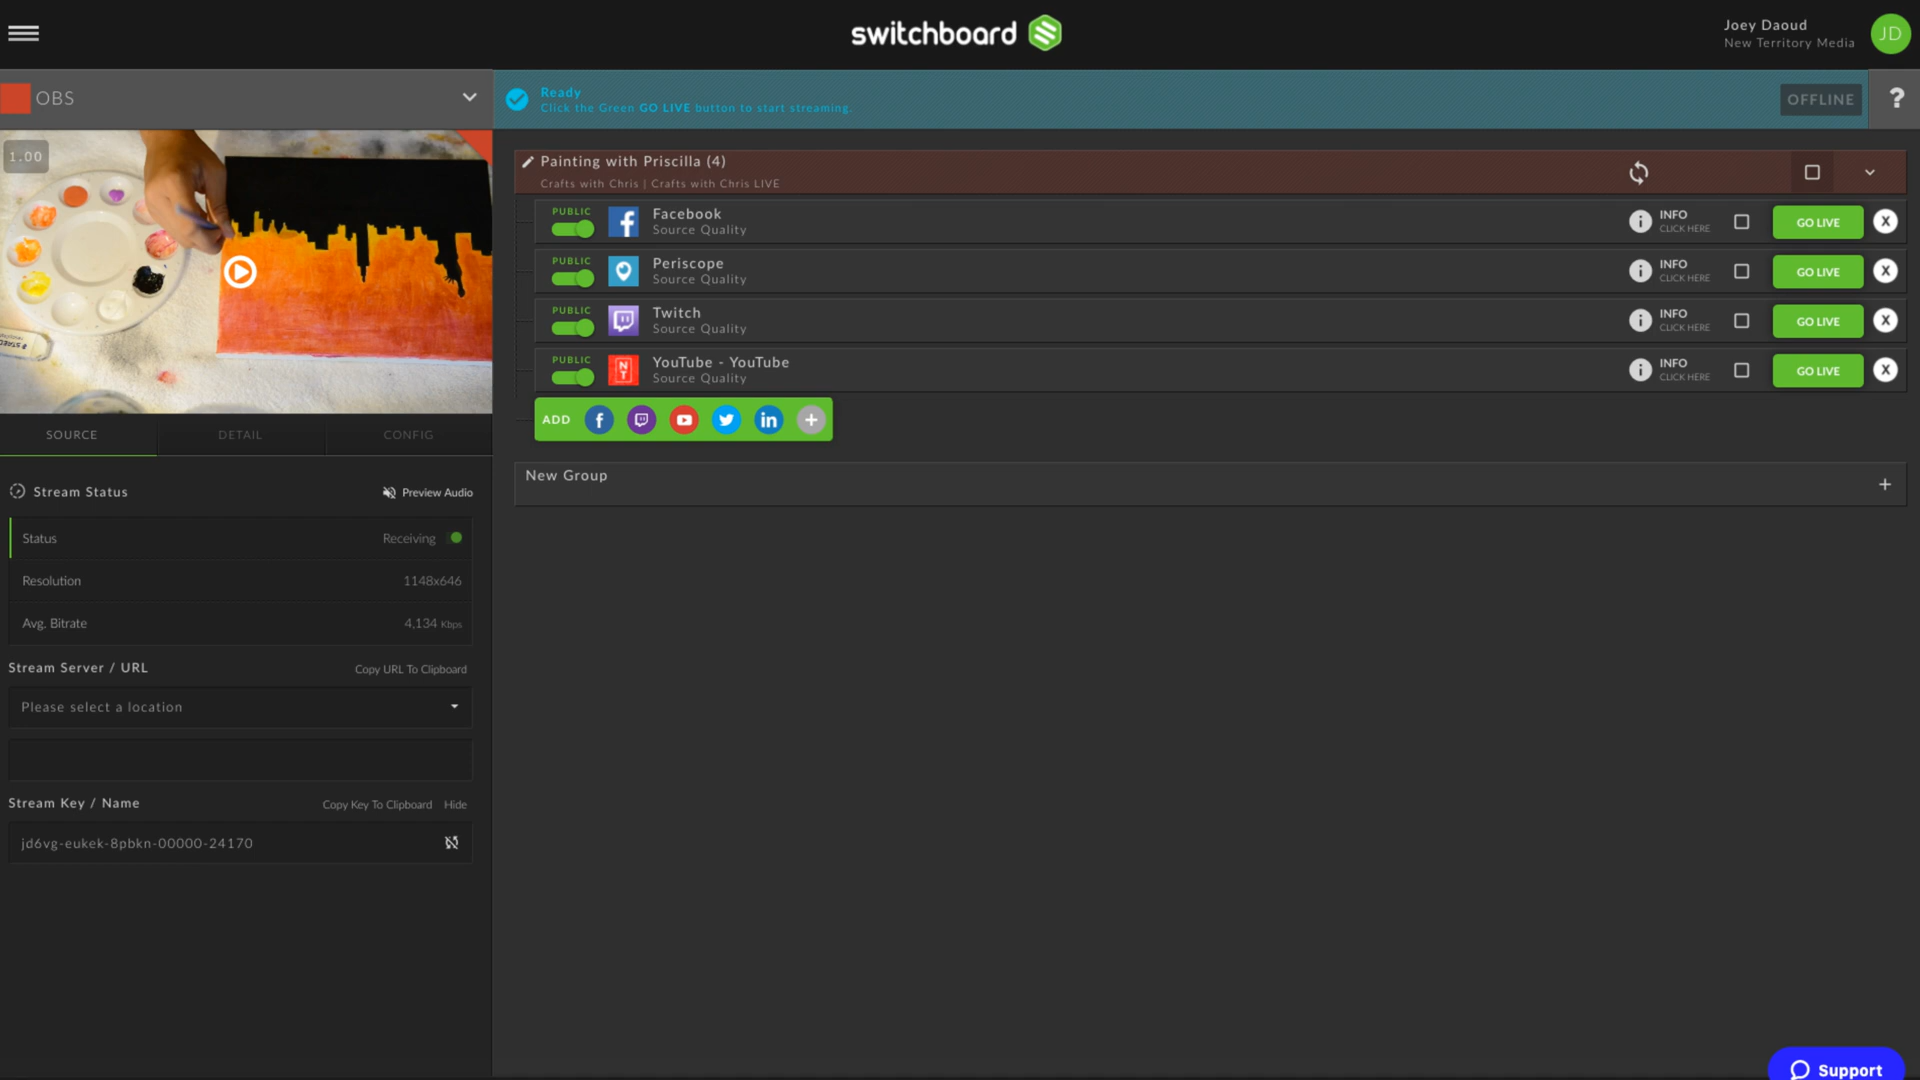 switchboard
Joey Daoud
New Territory Media
JD
OBS
Ready
Click the Green GO LIVE button to start streaming.
OFFLINE
?
1.00
Painting with Priscilla (4)
Crafts with Chris | Crafts with Chris LIVE
PUBLIC
Facebook
Source Quality
INFO
CLICK HERE
GO LIVE
X
PUBLIC
Periscope
Source Quality
INFO
CLICK HERE
GO LIVE
X
PUBLIC
Twitch
Source Quality
INFO
CLICK HERE
GO LIVE
X
PUBLIC
NT
YouTube - YouTube
Source Quality
INFO
CLICK HERE
GO LIVE
X
ADD
New Group
SOURCE
DETAIL
CONFIG
Stream Status
Preview Audio
Status
Receiving
Resolution
1148x646
Avg. Bitrate
4,134 Kbps
Stream Server / URL
Copy URL To Clipboard
Please select a location
Stream Key / Name
Copy Key To Clipboard
Hide
jd6vg-eukek-8pbkn-00000-24170
Support